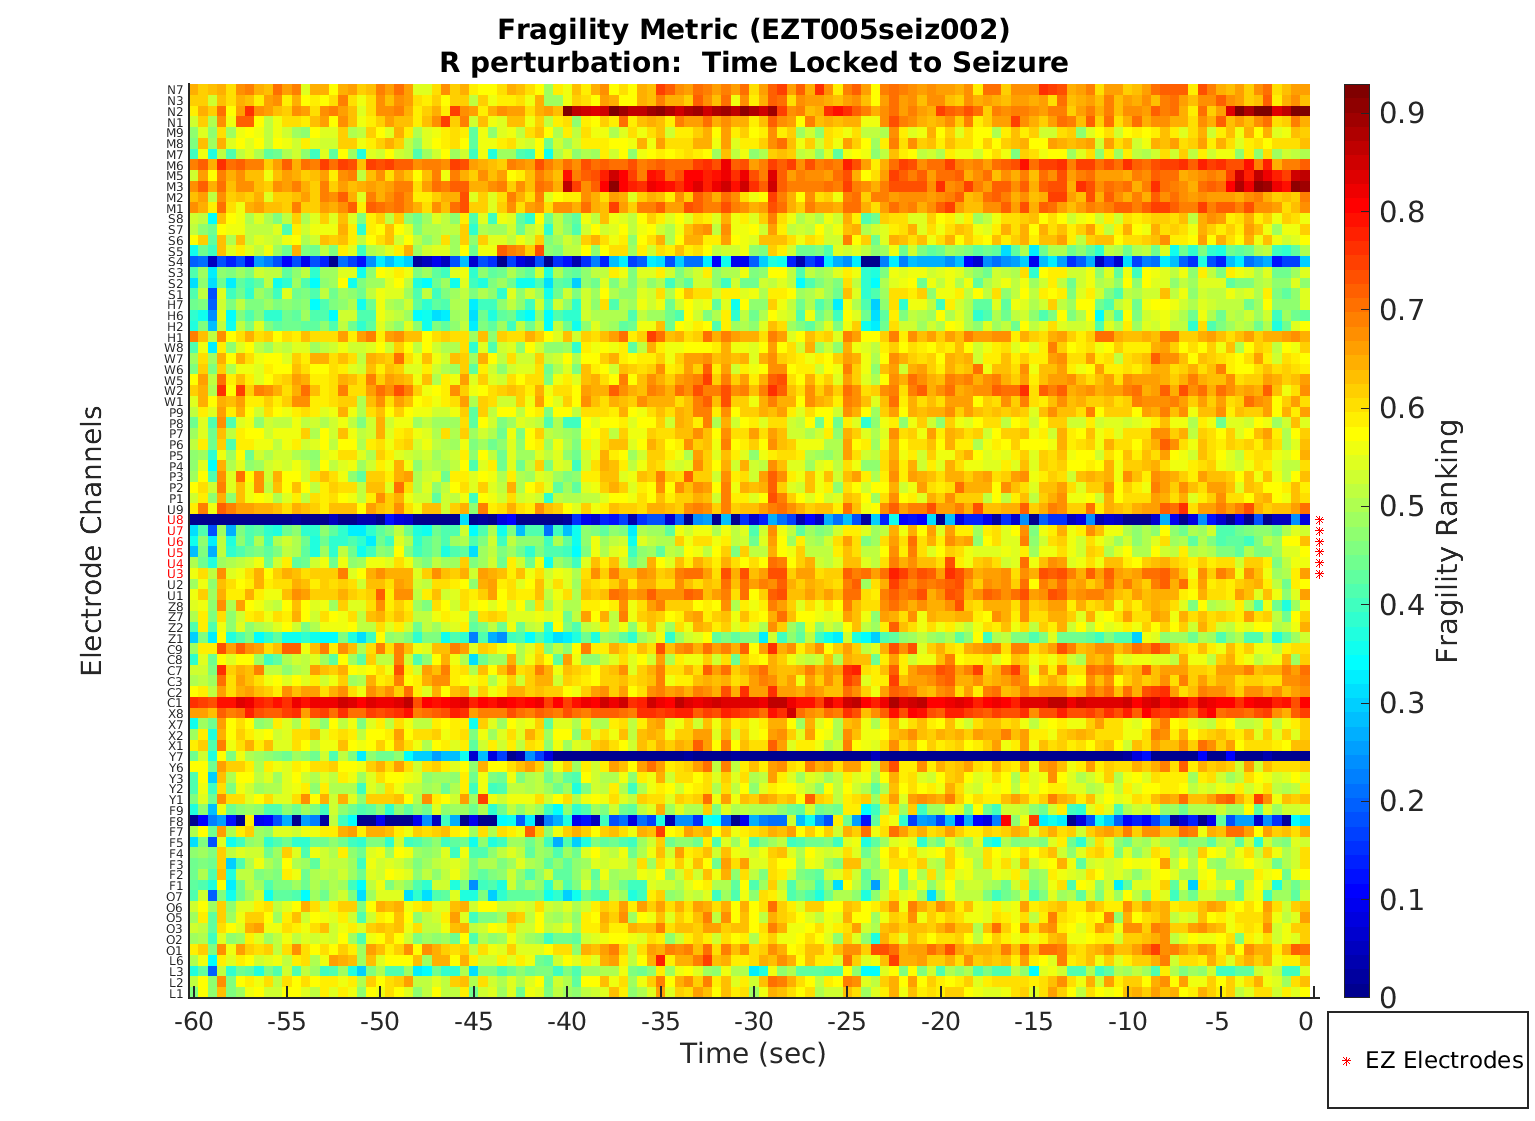 Fragility Metric (EZT005seiz002)
R perturbation:  Time Locked to Seizure
Electrode Channels
N7
N3
N2
N1
M9
M8
M7
M6
M5
M3
M2
M1
S8
S7
S6
S5
S4
S3
S2
S1
H7
H6
H2
H1
W8
W7
W6
W5
W2
W1
P9
P8
P7
P6
P5
P4
P3
P2
P1
U9
U8
U7
U6
U5
U4
U3
U2
U1
Z8
Z7
Z2
Z1
C9
C8
C7
C3
C2
C1
X8
X7
X2
X1
Y7
Y6
Y3
Y2
Y1
F9
F8
F7
F5
F4
F3
F2
F1
O7
O6
O5
O3
O2
O1
L6
L3
L2
L1
-60 -55 -50 -45 -40 -35 -30 -25 -20 -15 -10 -5 0
Time (sec)
0.9
0.8
0.7
0.6
0.5
0.4
0.3
0.2
0.1
0
Fragility Ranking
EZ Electrodes